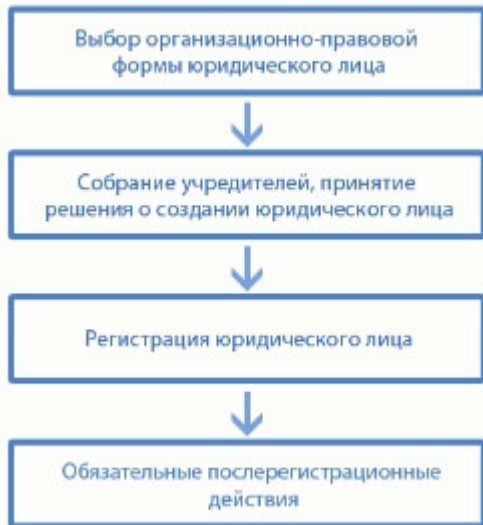 Выбор организационно-правовой
формы юридического лица
Собрание учредителей, принятие
решения о создании юридического лица
Регистрация юридического лица
Обязательные послерегистрационные
действия